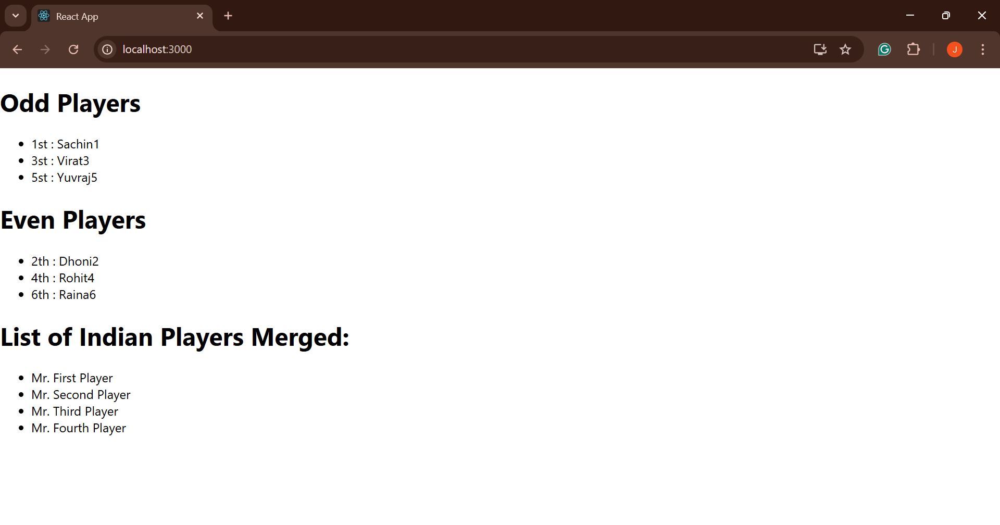 React App
localhost:3000
J
Odd Players
1st : Sachin1
3st : Virat3
5st : Yuvraj5
Even Players
2th : Dhoni2
4th : Rohit4
6th : Raina6
List of Indian Players Merged:
Mr. First Player
Mr. Second Player
Mr. Third Player
Mr. Fourth Player